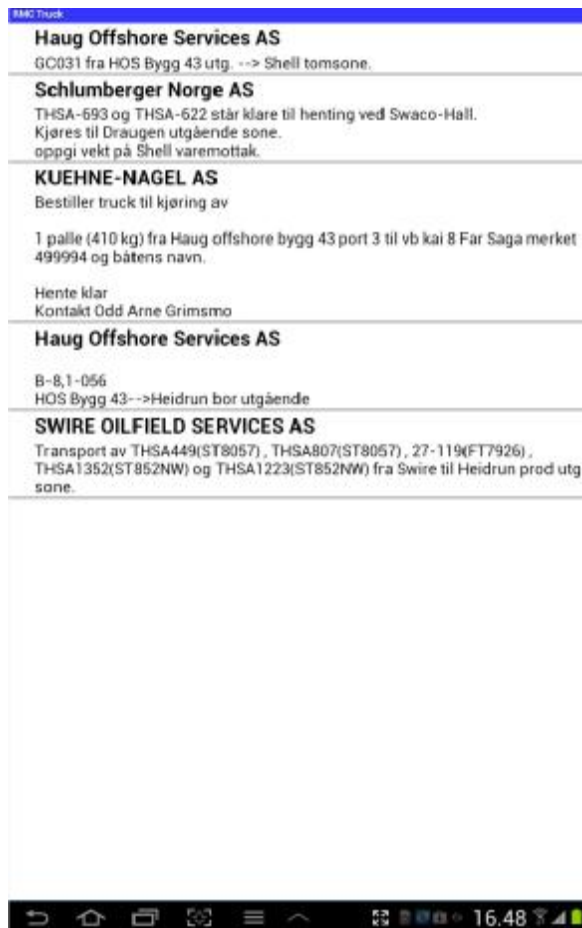 RMC Truck
Haug Offshore Services AS
GC031 fra HOS Bygg 43 utg. --> Shell tomsone.
Schlumberger Norge AS
THSA-693 og THSA-622 står klare til henting ved Swaco-Hall.
Kjøres til Draugen utgående sone.
oppgi vekt på Shell varemottak.
KUEHNE-NAGEL AS
Bestiller truck til kjøring av
1 palle (410 kg) fra Haug offshore bygg 43 port 3 til vb kai 8 Far Saga merket
499994 og båtens navn.
Hente klar
Kontakt Odd Arne Grimsmo
Haug Offshore Services AS
B-8,1-056
HOS Bygg 43-->Heidrun bor utgående
SWIRE OILFIELD SERVICES AS
Transport av THSA449(ST8057) , THSA807(ST8057) , 27-119(FT7926) ,
THSA1352(ST852NW) og THSA1223(ST852NW) fra Swire til Heidrun prod utg
sone.
16.48